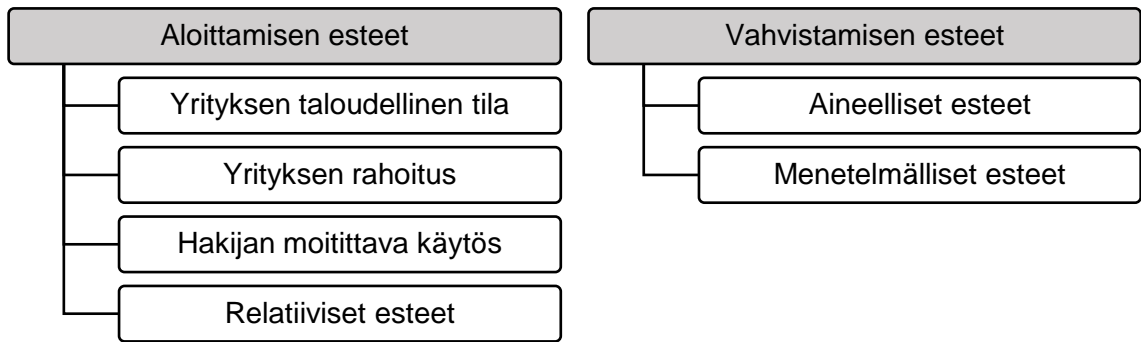 Aloittamisen esteet
Yrityksen taloudellinen tila
Yrityksen rahoitus
Hakijan moitittava käytös
Relatiiviset esteet
Vahvistamisen esteet
Aineelliset esteet
Menetelmälliset esteet